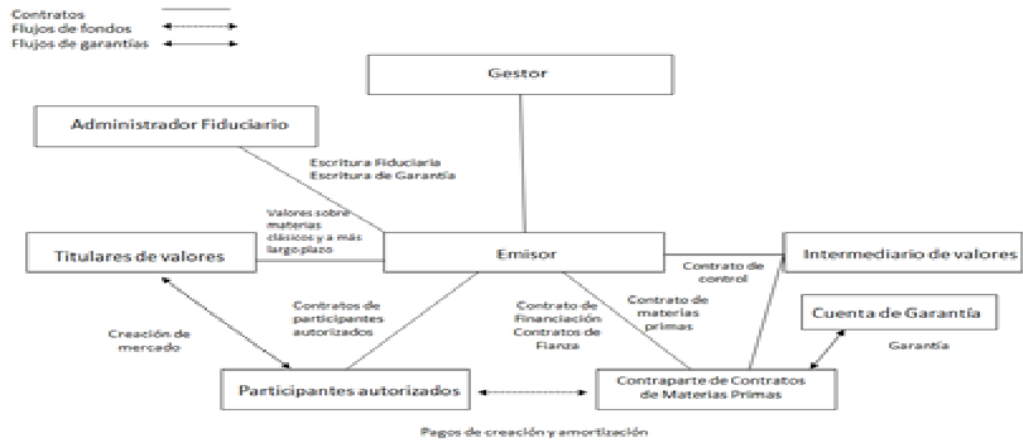 Contratos
Flujos de fondos
Flujos de garantías
Gestor
Administrador Fiduciario
Escritura Fiduciaria
Escritura de Garantía
Valores sobre
materias
clásicos y a más
largo plazo
Titulares de valores
Emisor
Intermediario de valores
Contrato de
control
Contratos de
participantes
autorizados
Contrato de
Financiación
Contratos de
Fianza
Contrato de
materias
primas
Cuenta de Garantía
Garantía
Creación de
mercado
Participantes autorizados
Contraparte de Contratos
de Materias Primas
Pagos de creación y amortización